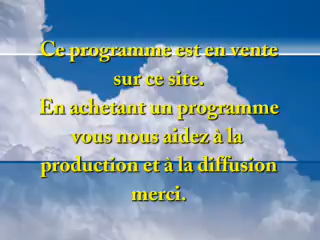 Ce programme est en vente
sur ce site.
En achetant un programme
vous nous aidez à la
production et à la diffusion
merci.